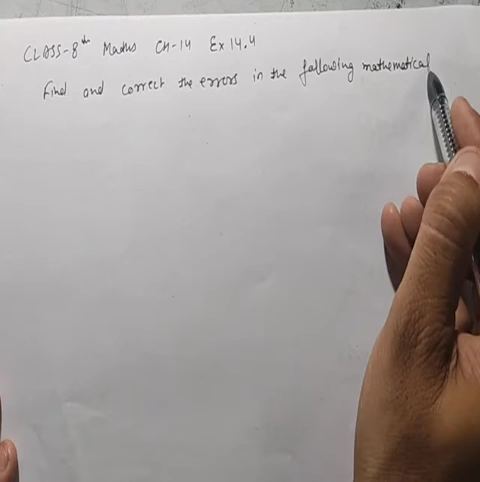 CLASS-8th Maths CH-14 Ex 14.4
Find and correct the errors in the following mathematical